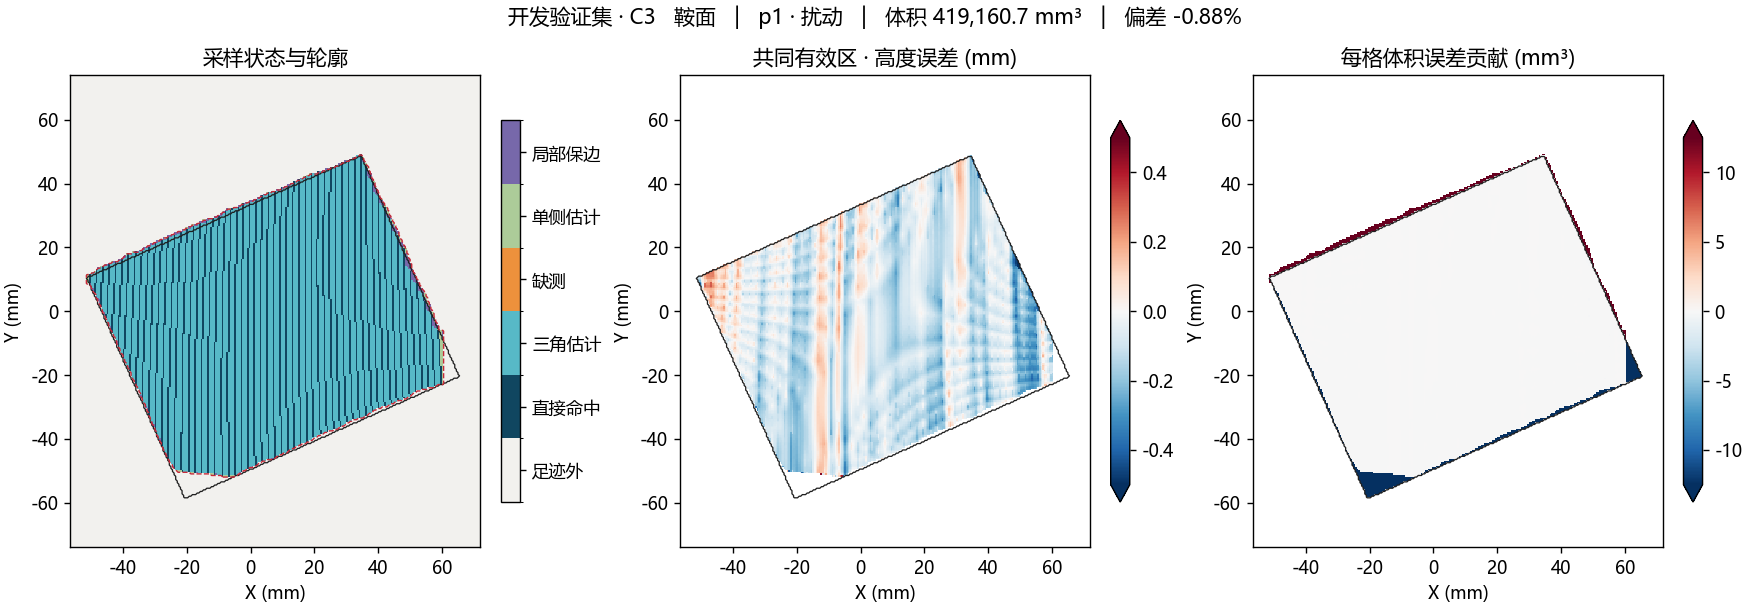 开发验证集 · C3 鞍面 | p1 · 扰动 | 体积 419,160.7 mm³ | 偏差 -0.88%
采样状态与轮廓
60
40
20
0
-20
-40
-60
-40 -20 0 20 40 60
X (mm)
Y (mm)
局部保边
单侧估计
缺测
三角估计
直接命中
足迹外
共同有效区 · 高度误差 (mm)
60
40
20
0
-20
-40
-60
-40 -20 0 20 40 60
X (mm)
Y (mm)
0.4
0.2
0.0
-0.2
-0.4
每格体积误差贡献 (mm³)
60
40
20
0
-20
-40
-60
-40 -20 0 20 40 60
X (mm)
Y (mm)
10
5
0
-5
-10